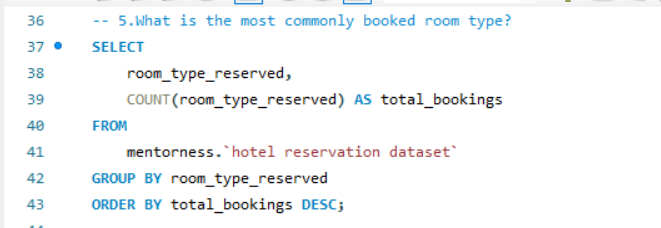 36 -- 5.What is the most commonly booked room type?
37 SELECT
38 room_type_reserved,
39 COUNT(room_type_reserved) AS total_bookings
40 FROM
41 mentorness.`hotel reservation dataset`
42 GROUP BY room_type_reserved
43 ORDER BY total_bookings DESC;